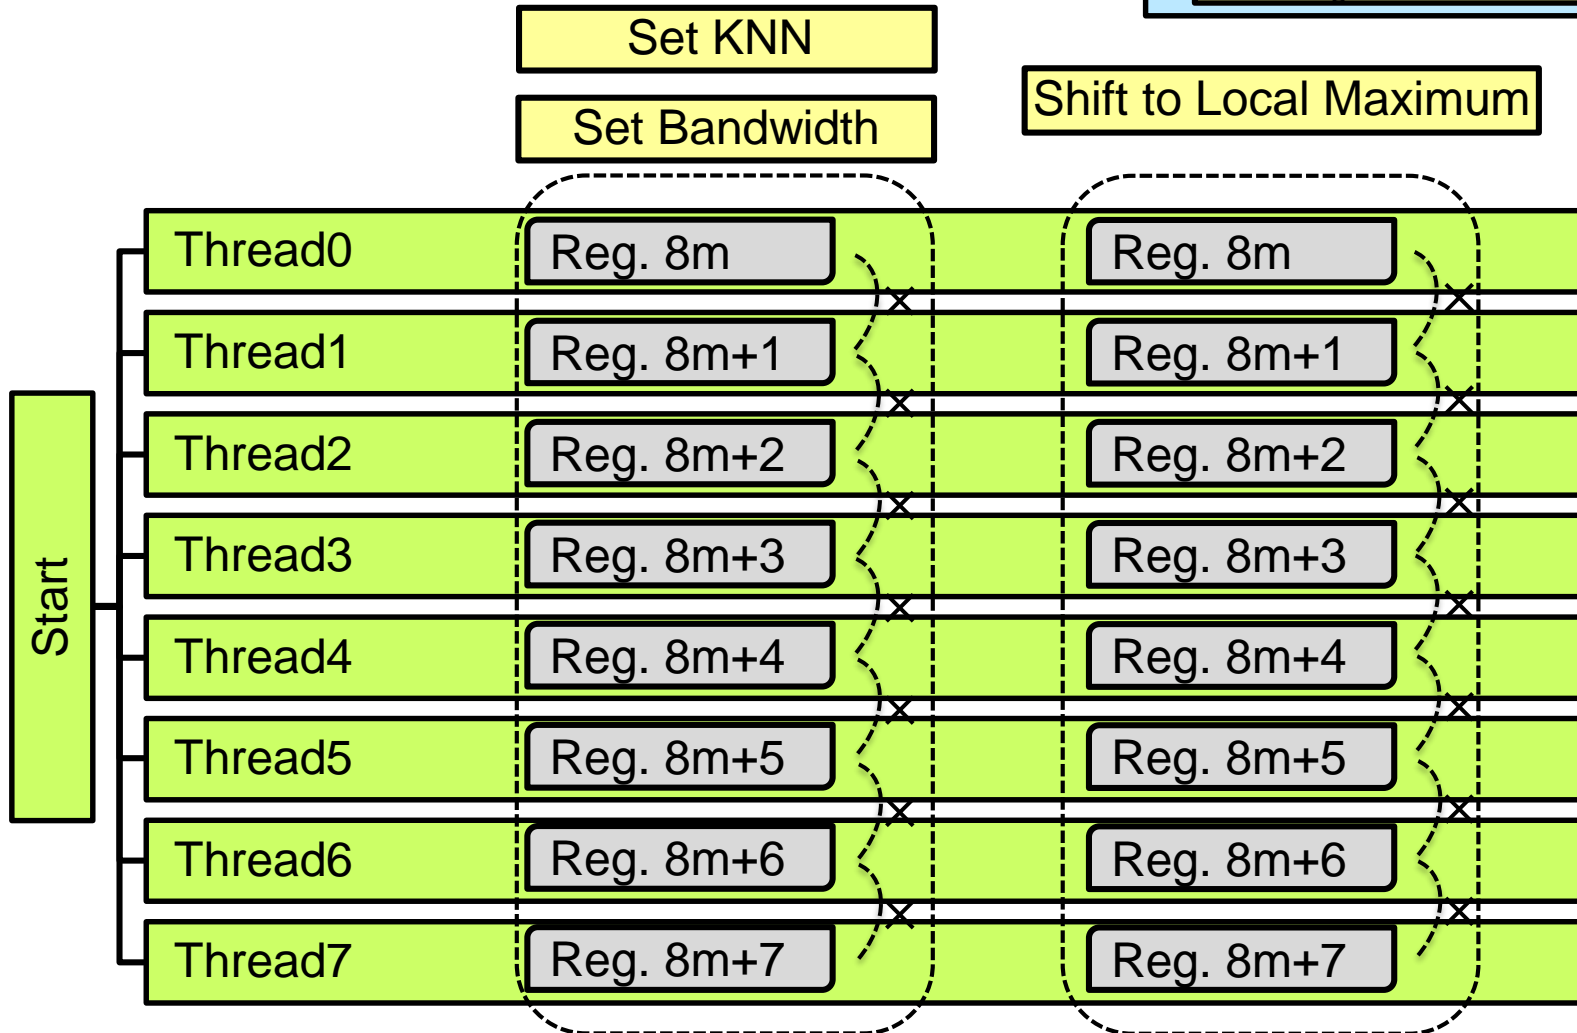 Set KNN
Set Bandwidth
Shift to Local Maximum
Start
Thread0 Reg. 8m Reg. 8m
Thread1 Reg. 8m+1 Reg. 8m+1
Thread2 Reg. 8m+2 Reg. 8m+2
Thread3 Reg. 8m+3 Reg. 8m+3
Thread4 Reg. 8m+4 Reg. 8m+4
Thread5 Reg. 8m+5 Reg. 8m+5
Thread6 Reg. 8m+6 Reg. 8m+6
Thread7 Reg. 8m+7 Reg. 8m+7